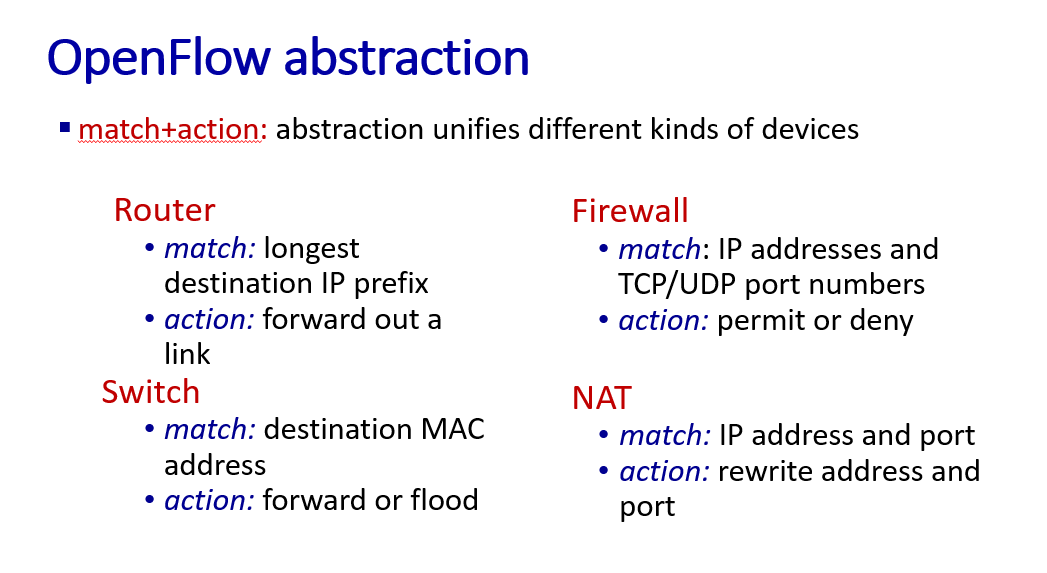 OpenFlow abstraction
▪ match+action: abstraction unifies different kinds of devices
Router
• match: longest
destination IP prefix
• action: forward out a
link
Switch
• match: destination MAC
address
• action: forward or flood
Firewall
• match: IP addresses and
TCP/UDP port numbers
• action: permit or deny
NAT
• match: IP address and port
• action: rewrite address and
port